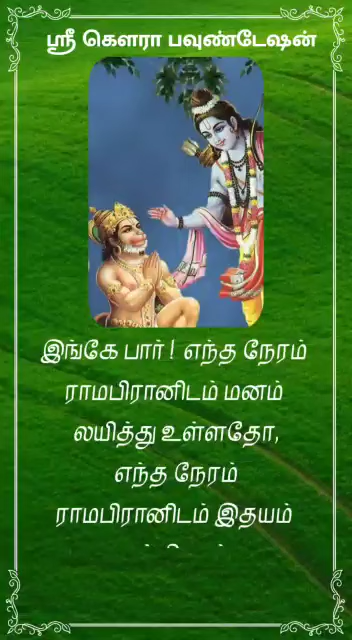 ஸ்ரீ கௌரா பவுண்டேஷன்
இங்கே பார் ! எந்த நேரம்
ராமபிரானிடம் மனம்
லயித்து உள்ளதோ,
எந்த நேரம்
ராமபிரானிடம் இதயம்